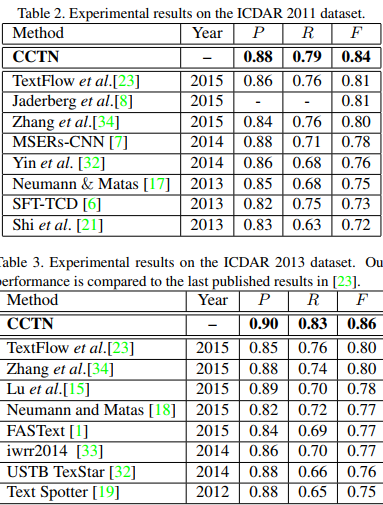 Table 2. Experimental results on the ICDAR 2011 dataset.
Method Year P R F
CCTN – 0.88 0.79 0.84
TextFlow et al.[23] 2015 0.86 0.76 0.81
Jaderberg et al.[8] 2015 - - 0.81
Zhang et al.[34] 2015 0.84 0.76 0.80
MSERs-CNN [7] 2014 0.88 0.71 0.78
Yin et al. [32] 2014 0.86 0.68 0.76
Neumann & Matas [17] 2013 0.85 0.68 0.75
SFT-TCD [6] 2013 0.82 0.75 0.73
Shi et al. [21] 2013 0.83 0.63 0.72
Table 3. Experimental results on the ICDAR 2013 dataset. Ou
performance is compared to the last published results in [23].
Method Year P R F
CCTN – 0.90 0.83 0.86
TextFlow et al.[23] 2015 0.85 0.76 0.80
Zhang et al.[34] 2015 0.88 0.74 0.80
Lu et al.[15] 2015 0.89 0.70 0.78
Neumann and Matas [18] 2015 0.82 0.72 0.77
FASText [1] 2015 0.84 0.69 0.77
iwrr2014 [33] 2014 0.86 0.70 0.77
USTB TexStar [32] 2014 0.88 0.66 0.76
Text Spotter [19] 2012 0.88 0.65 0.75